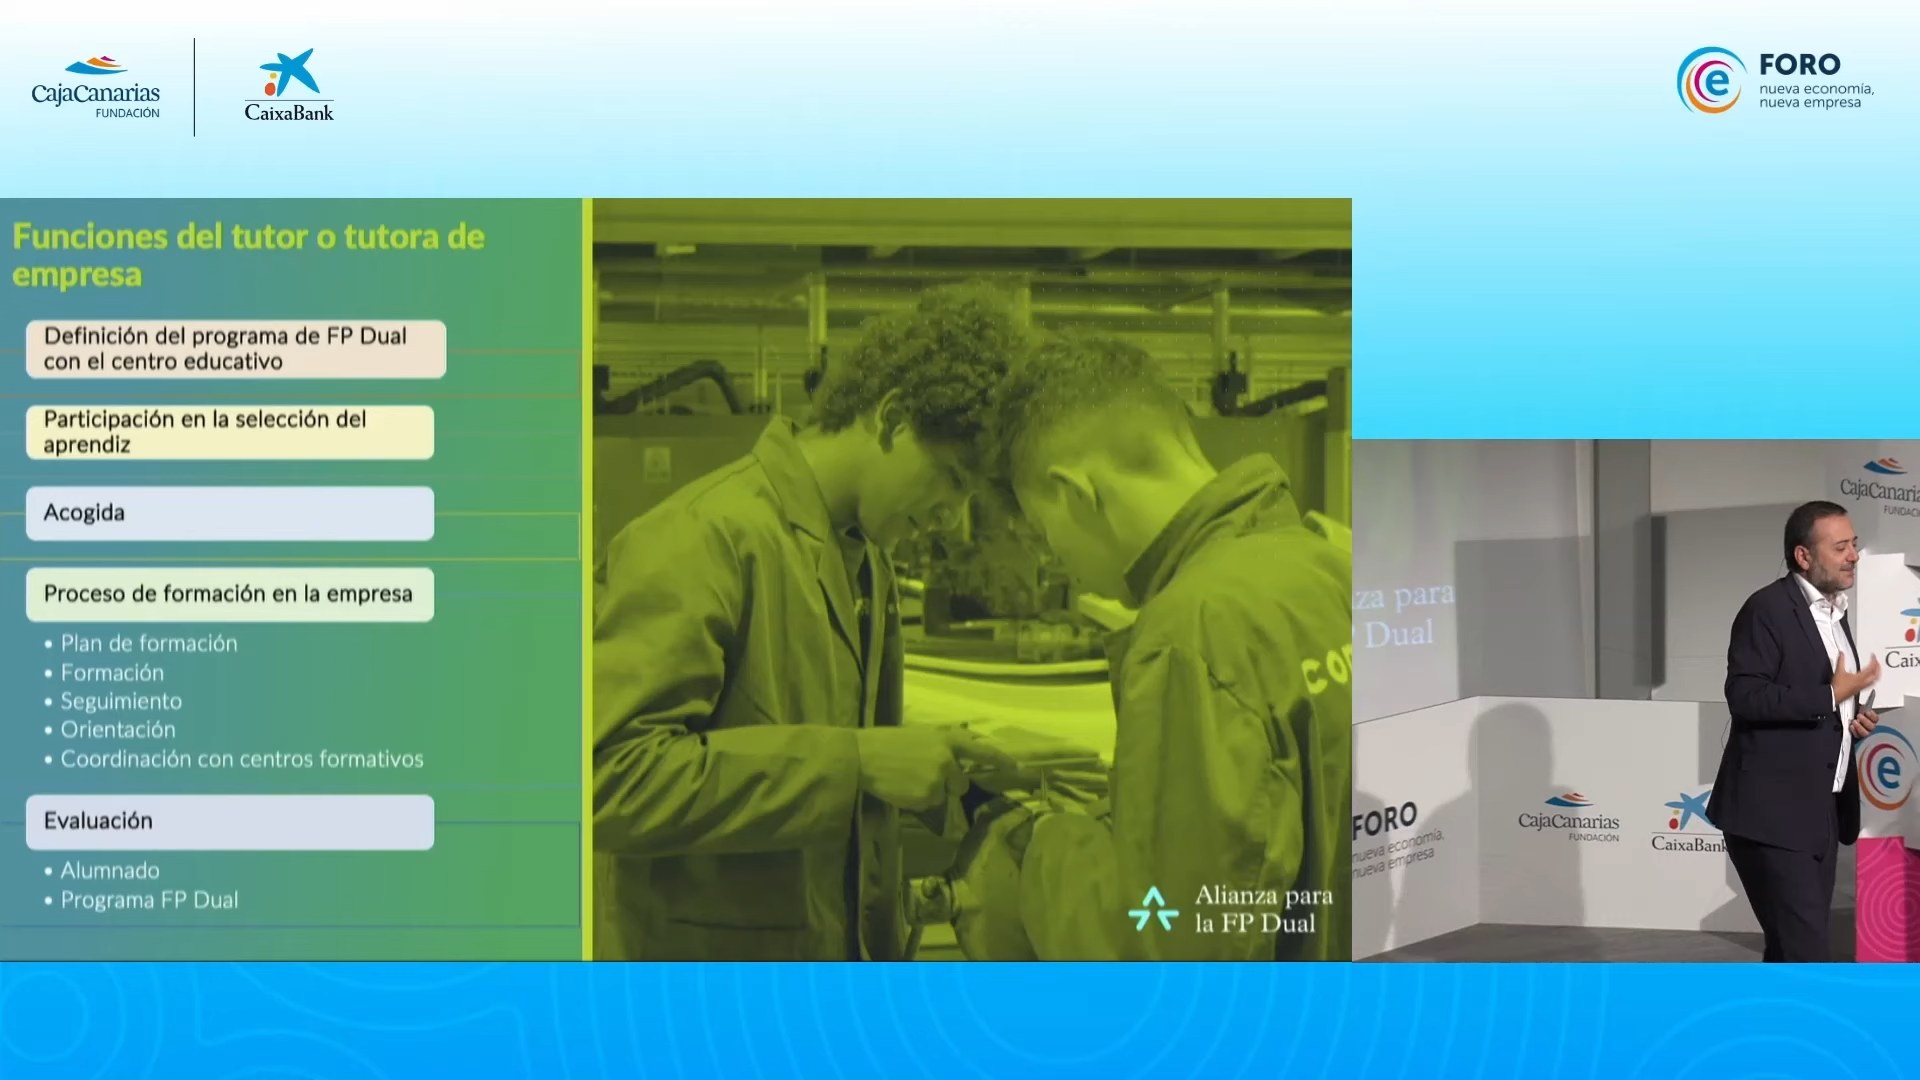 CajaCanarias
FUNDACIÓN
CaixaBank
FORO
nueva economía,
nueva empresa
Funciones del tutor o tutora de
empresa
Definición del programa de FP Dual
con el centro educativo
Participación en la selección del
aprendiz
Acogida
Proceso de formación en la empresa
• Plan de formación
• Formación
• Seguimiento
• Orientación
• Coordinación con centros formativos
Evaluación
• Alumnado
• Programa FP Dual
Alianza para
la FP Dual
para
Dual
FORO
nueva economía,
nueva empresa
CajaCanarias
FUNDACIÓN
CaixaBank
e